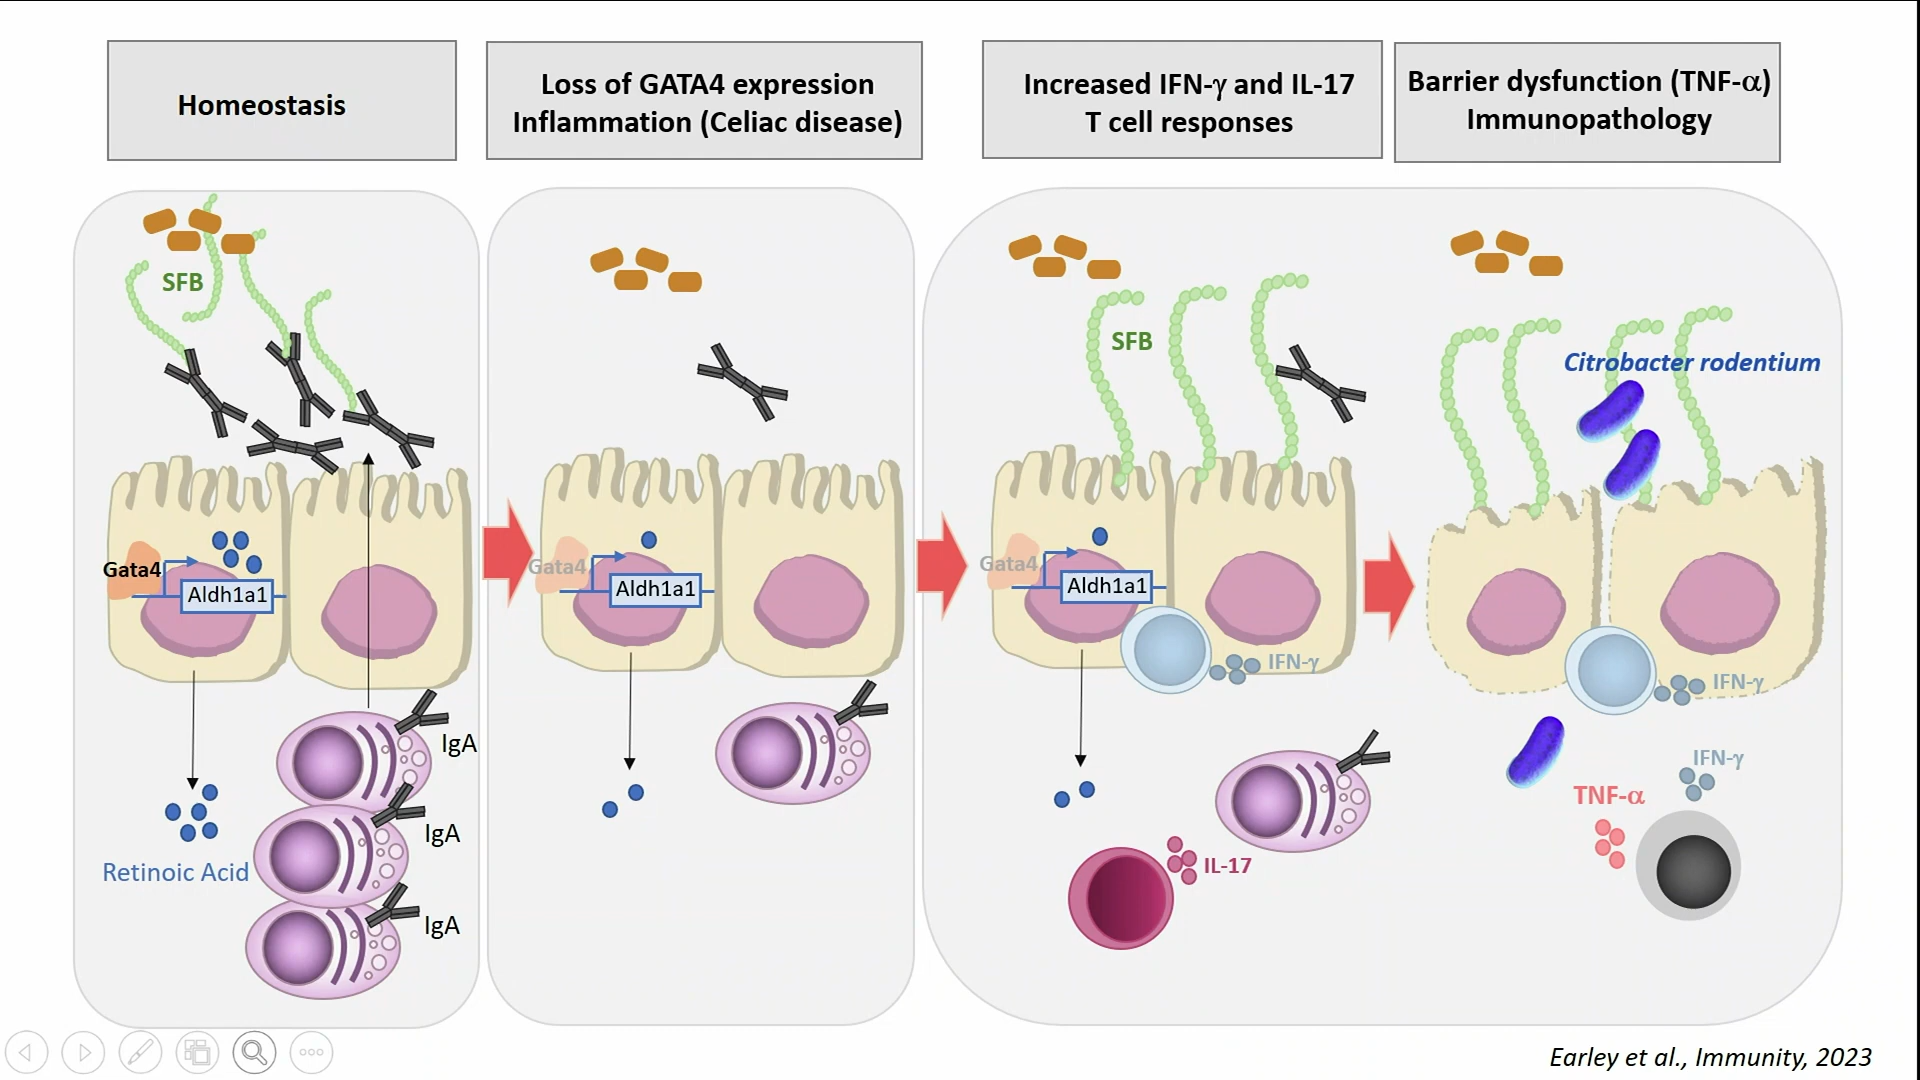 Homeostasis
Loss of GATA4 expression
Inflammation (Celiac disease)
Increased IFN-γ and IL-17
T cell responses
Barrier dysfunction (TNF-α)
Immunopathology
SFB
Gata4
Aldh1a1
IgA
IgA
IgA
Retinoic Acid
Gata4
Aldh1a1
SFB
Gata4
Aldh1a1
IFN-γ
IL-17
Citrobacter rodentium
IFN-γ
IFN-γ
TNF-α
Earley et al., Immunity, 2023